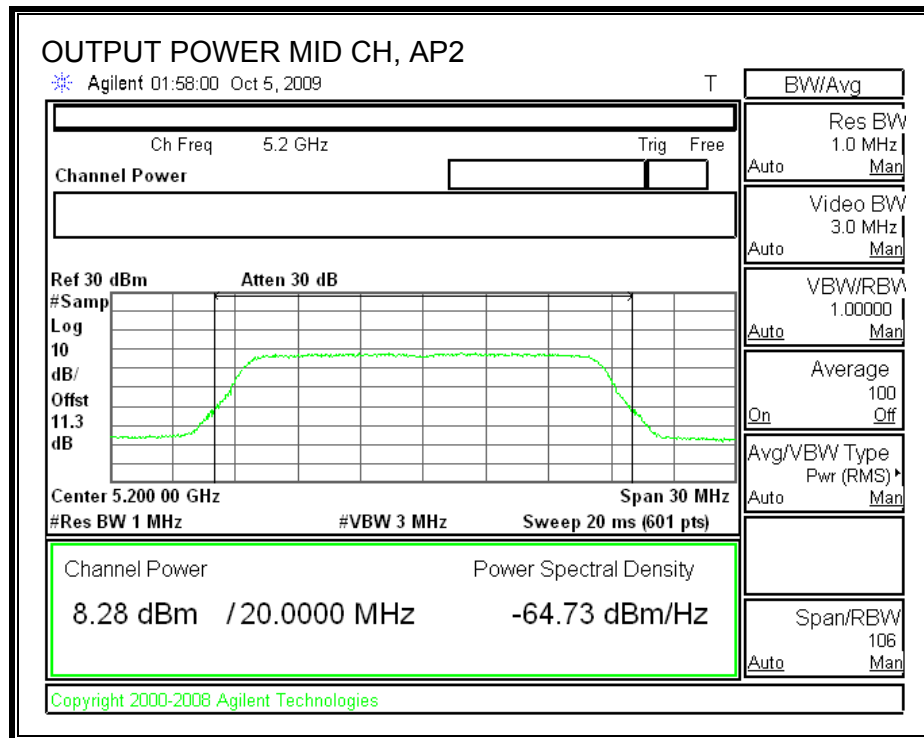 OUTPUT POWER MID CH, AP2
Agilent 01:58:00 Oct 5, 2009
T
Ch Freq 5.2 GHz Trig Free
Channel Power
Ref 30 dBm Atten 30 dB
#Samp
Log
10
dB/
Offst
11.3
dB
Center 5.200 00 GHz Span 30 MHz
#Res BW 1 MHz #VBW 3 MHz Sweep 20 ms (601 pts)
Channel Power Power Spectral Density
8.28 dBm / 20.0000 MHz -64.73 dBm/Hz
Copyright 2000-2008 Agilent Technologies
BW/Avg
Res BW
1.0 MHz
Auto Man
Video BW
3.0 MHz
Auto Man
VBW/RBW
1.00000
Auto Man
Average
100
On Off
Avg/VBW Type
Pwr (RMS)
Auto Man
Span/RBW
106
Auto Man